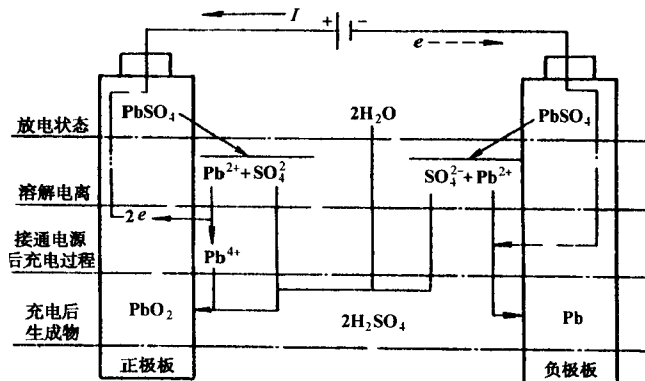 I
+ −
e
PbSO₄
2H₂O
PbSO₄
放电状态
Pb²⁺+SO₄²
SO₄²⁻+Pb²⁺
溶解电离
2e
接通电源
后充电过程
Pb⁴⁺
充电后
生成物
PbO₂
2H₂SO₄
Pb
正极板
负极板